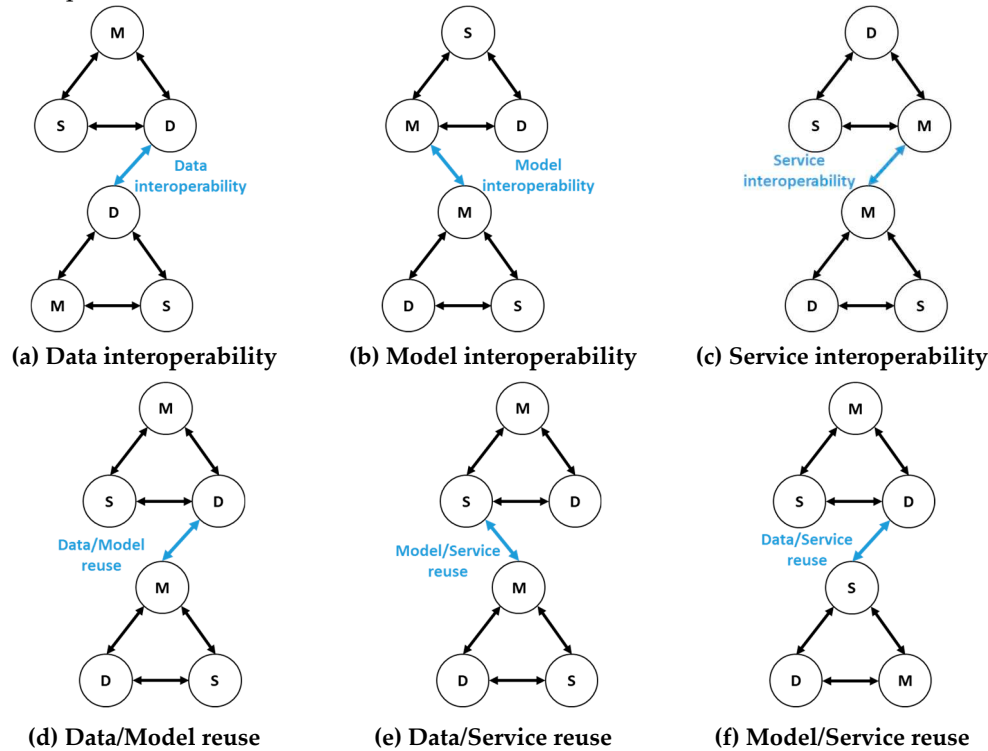 M
S
D
Data
interoperability
D
M
S
(a) Data interoperability
S
M
D
Model
interoperability
M
D
S
(b) Model interoperability
D
S
M
Service
interoperability
M
D
S
(c) Service interoperability
M
S
D
Data/Model
reuse
M
D
S
(d) Data/Model reuse
M
S
D
Model/Service
reuse
M
D
S
(e) Data/Service reuse
M
S
D
Data/Service
reuse
S
D
M
(f) Model/Service reuse